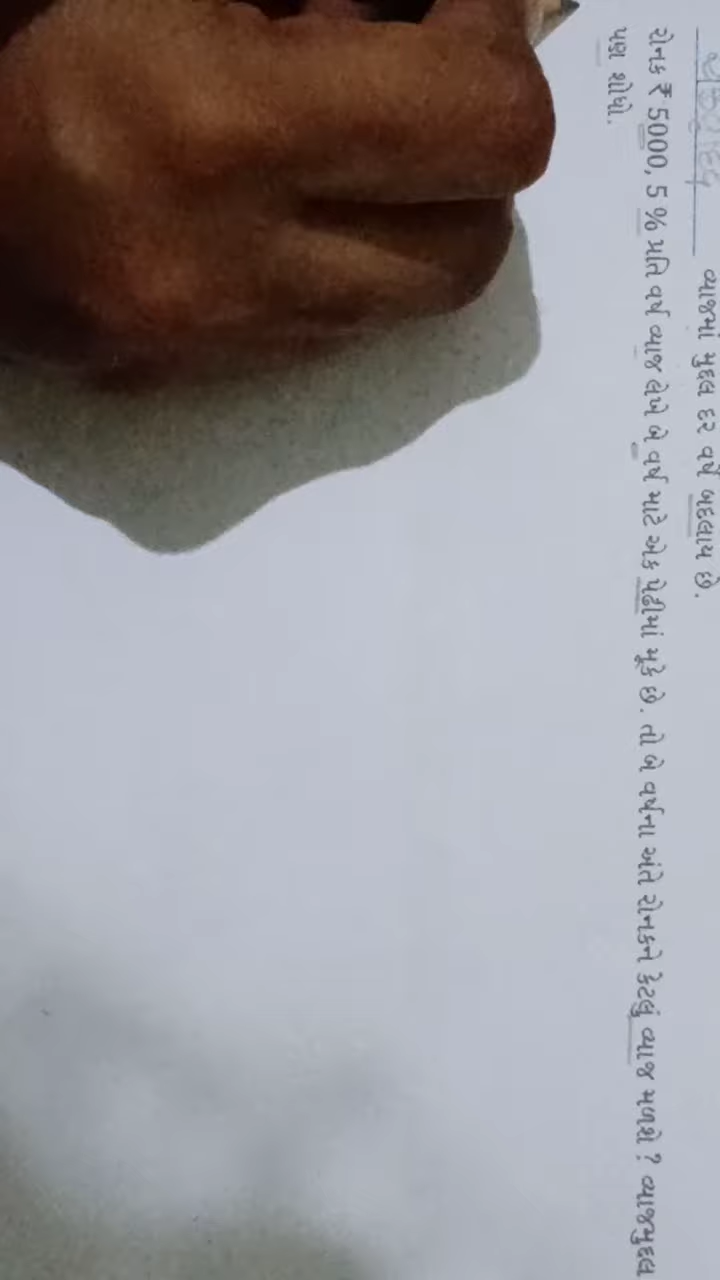 વ્યાજમાં મુદ્દલ દર વર્ષે બદલાય છે.
રોનક ₹ 5000, 5 % પ્રતિ વર્ષ વ્યાજ લેખે બે વર્ષ માટે એક પેઢીમાં મૂકે છે. તો બે વર્ષના અંતે રોનકને કેટલું વ્યાજ મળશે? વ્યાજમુદ્દલ
પણ શોધો.